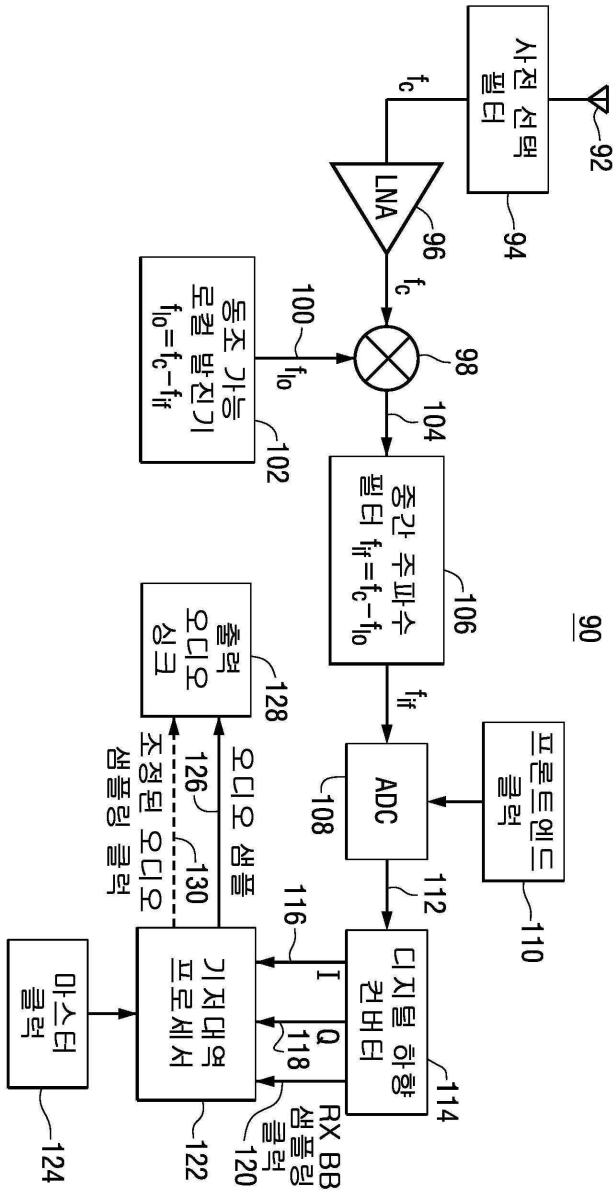 90
92
사전 선택
필터
94
f_c
LNA
96
f_c
98
100
f_lo
동조 가능
로컬 발진기
f_lo=f_c−f_if
102
104
중간 주파수
필터 f_if=f_c−f_lo
106
f_if
ADC
108
프론트엔드
클럭
110
112
디지털 하향
컨버터
114
116
I
Q
118
120
RX BB
샘플링
클럭
기저대역
프로세서
122
마스터
클럭
124
오디오 샘플
126
130
조정된 오디오
샘플링 클럭
출력
오디오
싱크
128